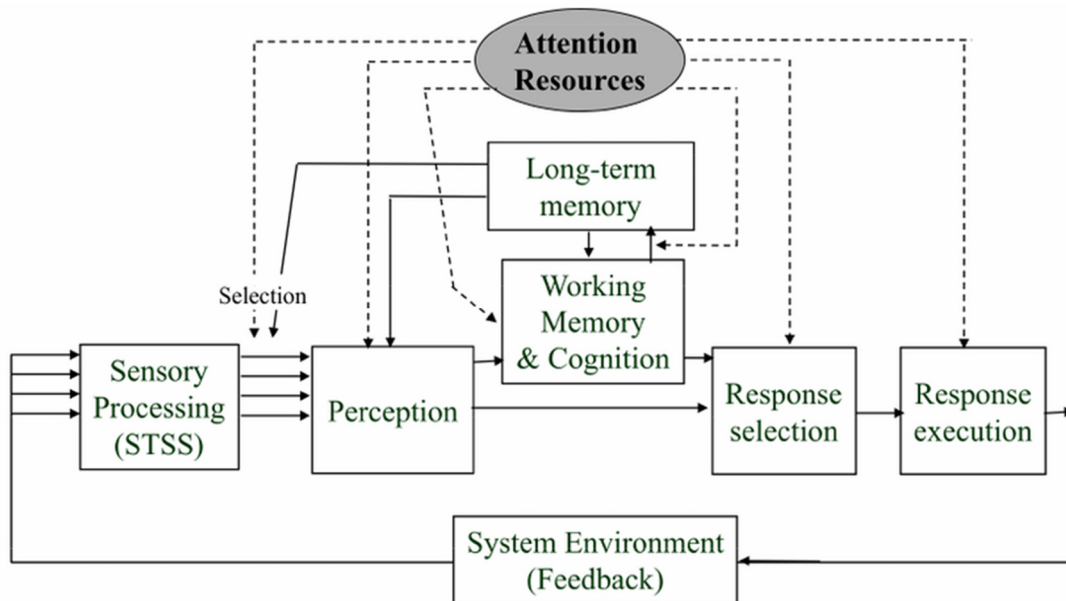 Attention
Resources
Long-term
memory
Selection
Working
Memory
& Cognition
Sensory
Processing
(STSS)
Perception
Response
selection
Response
execution
System Environment
(Feedback)